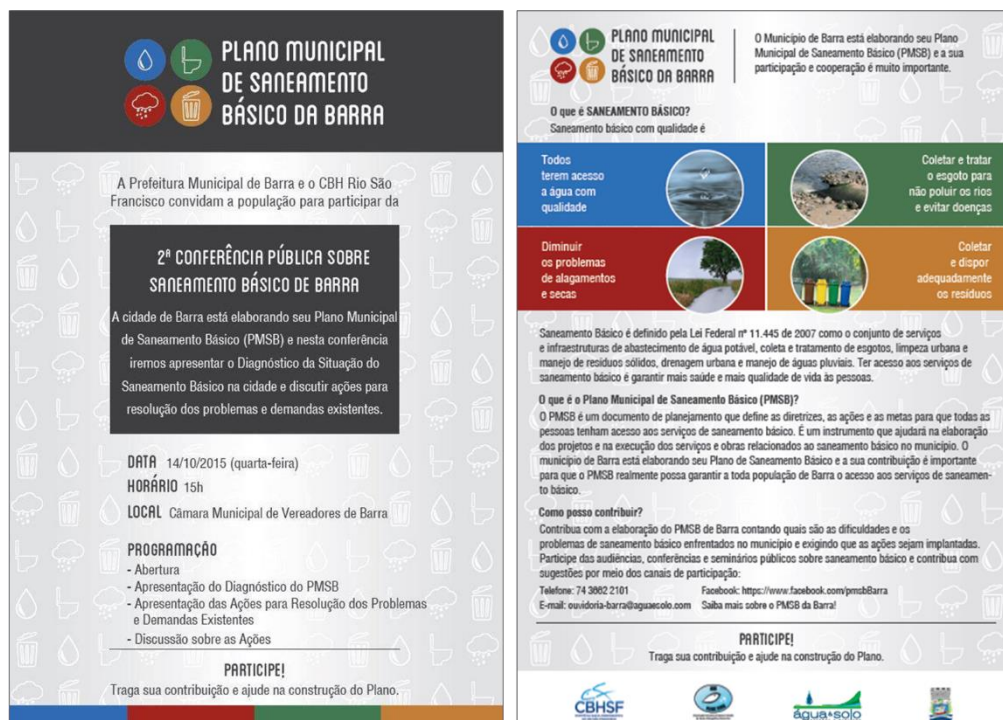 PLANO MUNICIPAL
DE SANEAMENTO
BÁSICO DA BARRA
A Prefeitura Municipal de Barra e o CBH Rio São
Francisco convidam a população para participar da
2ª CONFERÊNCIA PÚBLICA SOBRE
SANEAMENTO BÁSICO DE BARRA
A cidade de Barra está elaborando seu Plano Municipal
de Saneamento Básico (PMSB) e nesta conferência
iremos apresentar o Diagnóstico da Situação do
Saneamento Básico na cidade e discutir ações para
resolução dos problemas e demandas existentes.
DATA 14/10/2015 (quarta-feira)
HORÁRIO 15h
LOCAL Câmara Municipal de Vereadores de Barra
PROGRAMAÇÃO
- Abertura
- Apresentação do Diagnóstico do PMSB
- Apresentação das Ações para Resolução dos Problemas
e Demandas Existentes
- Discussão sobre as Ações
PARTICIPE!
Traga sua contribuição e ajude na construção do Plano.
PLANO MUNICIPAL
DE SANEAMENTO
BÁSICO DA BARRA
O Município de Barra está elaborando seu Plano
Municipal de Saneamento Básico (PMSB) e a sua
participação e cooperação é muito importante.
O que é SANEAMENTO BÁSICO?
Saneamento básico com qualidade é
Todos
terem acesso
a água com
qualidade
Coletar e tratar
o esgoto para
não poluir os rios
e evitar doenças
Diminuir
os problemas
de alagamentos
e secas
Coletar
e dispor
adequadamente
os resíduos
Saneamento Básico é definido pela Lei Federal nº 11.445 de 2007 como o conjunto de serviços
e infraestruturas de abastecimento de água potável, coleta e tratamento de esgotos, limpeza urbana e
manejo de resíduos sólidos, drenagem urbana e manejo de águas pluviais. Ter acesso aos serviços de
saneamento básico é garantir mais saúde e mais qualidade de vida às pessoas.
O que é o Plano Municipal de Saneamento Básico (PMSB)?
O PMSB é um documento de planejamento que define as diretrizes, as ações e as metas para que todas as
pessoas tenham acesso aos serviços de saneamento básico. É um instrumento que ajudará na elaboração
dos projetos e na execução dos serviços e obras relacionados ao saneamento básico no município. O
município de Barra está elaborando seu Plano de Saneamento Básico e a sua contribuição é importante
para que o PMSB realmente possa garantir a toda população de Barra o acesso aos serviços de saneamen-
to básico.
Como posso contribuir?
Contribua com a elaboração do PMSB de Barra contando quais são as dificuldades e os
problemas de saneamento básico enfrentados no município e exigindo que as ações sejam implantadas.
Participe das audiências, conferências e seminários públicos sobre saneamento básico e contribua com
sugestões por meio dos canais de participação:
Telefone: 74 3662 2101 Facebook: https://www.facebook.com/pmsbBarra
E-mail: ouvidoria-barra@aguaesolo.com Saiba mais sobre o PMSB da Barra!
PARTICIPE!
Traga sua contribuição e ajude na construção do Plano.
CBHSF
água&solo